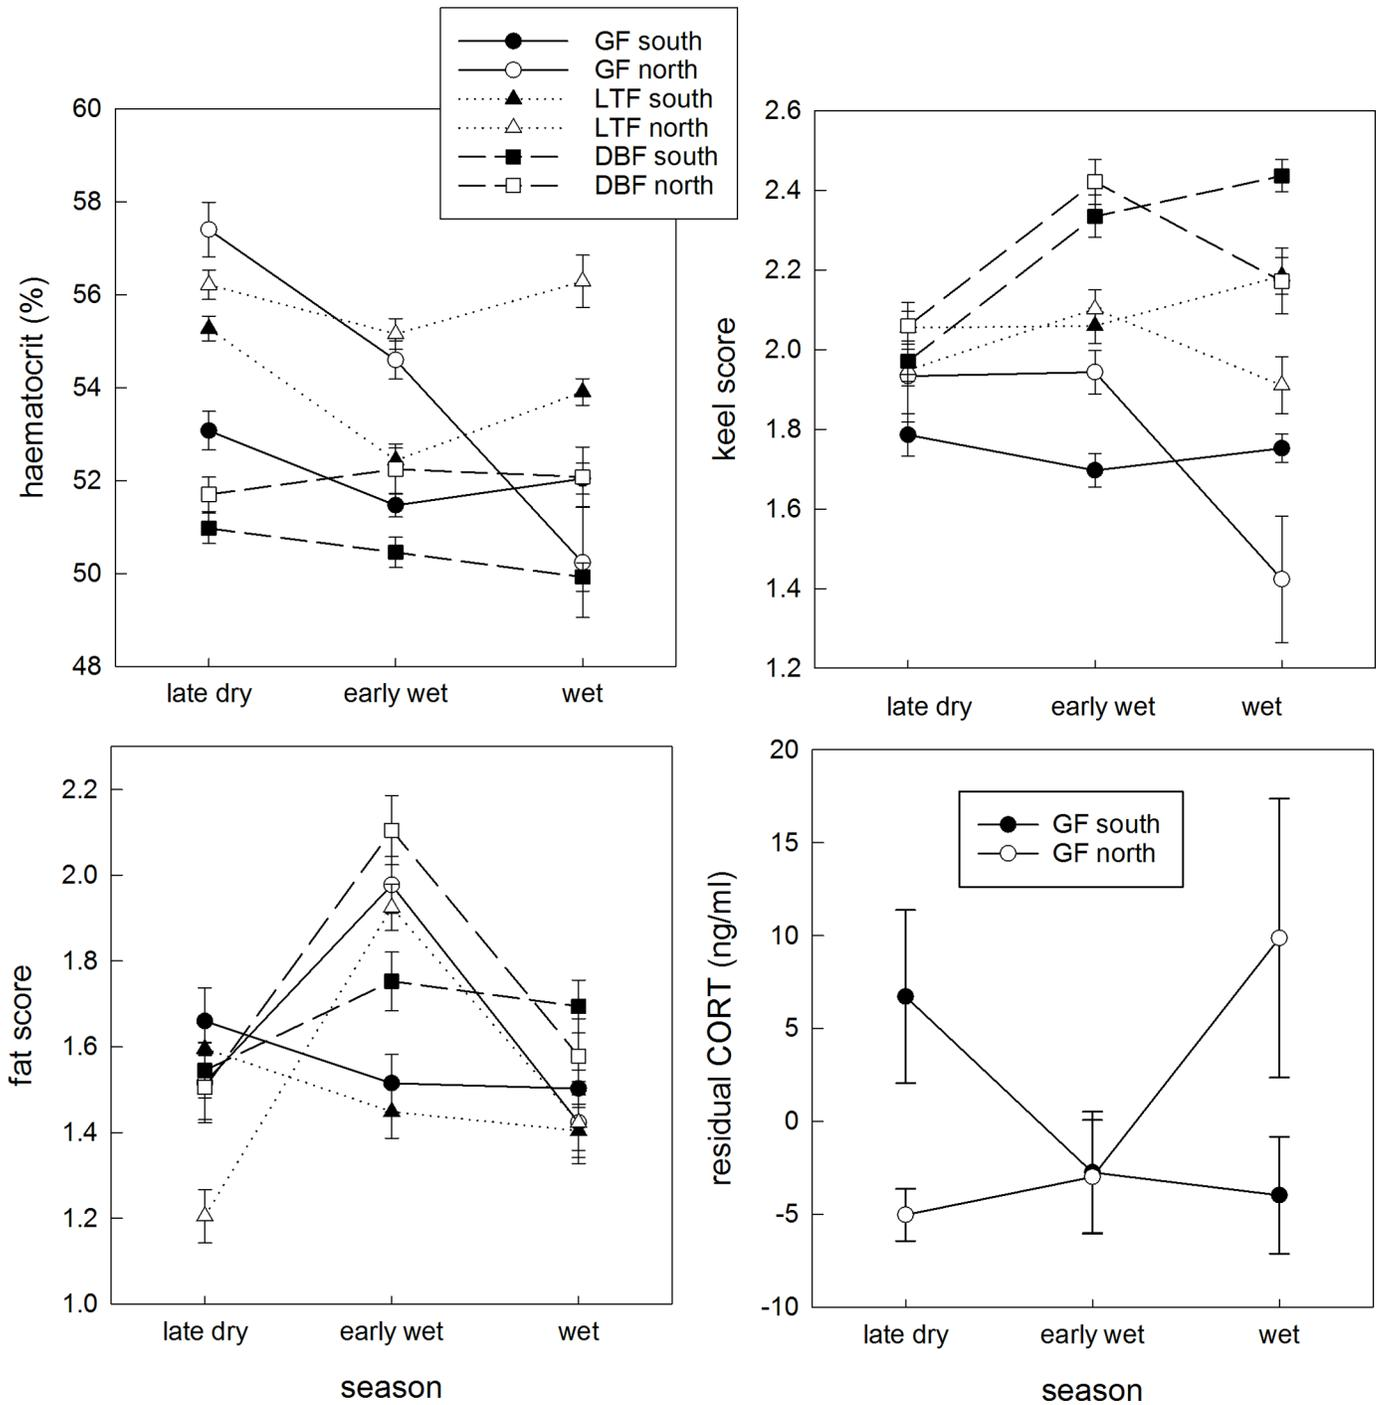 GF south
GF north
LTF south
LTF north
DBF south
DBF north
60
58
56
54
52
50
48
haematocrit (%)
late dry early wet wet
2.6
2.4
2.2
2.0
1.8
1.6
1.4
1.2
keel score
late dry early wet wet
2.2
2.0
1.8
1.6
1.4
1.2
1.0
fat score
late dry early wet wet
season
20
15
10
5
0
-5
-10
residual CORT (ng/ml)
GF south
GF north
late dry early wet wet
season